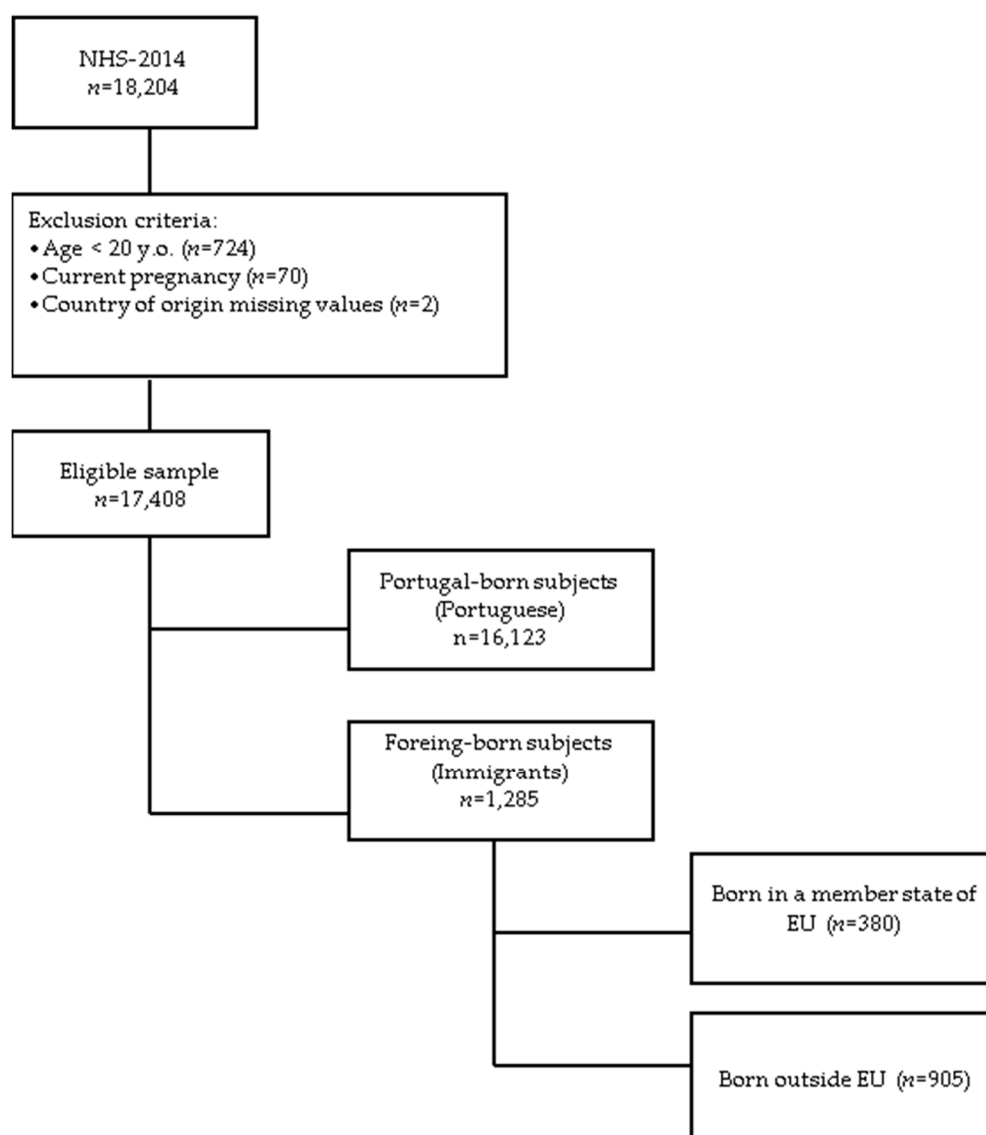 NHS-2014
n=18,204
Exclusion criteria:
•Age < 20 y.o. (n=724)
•Current pregnancy (n=70)
•Country of origin missing values (n=2)
Eligible sample
n=17,408
Portugal-born subjects
(Portuguese)
n=16,123
Foreing-born subjects
(Immigrants)
n=1,285
Born in a member state of
EU (n=380)
Born outside EU (n=905)